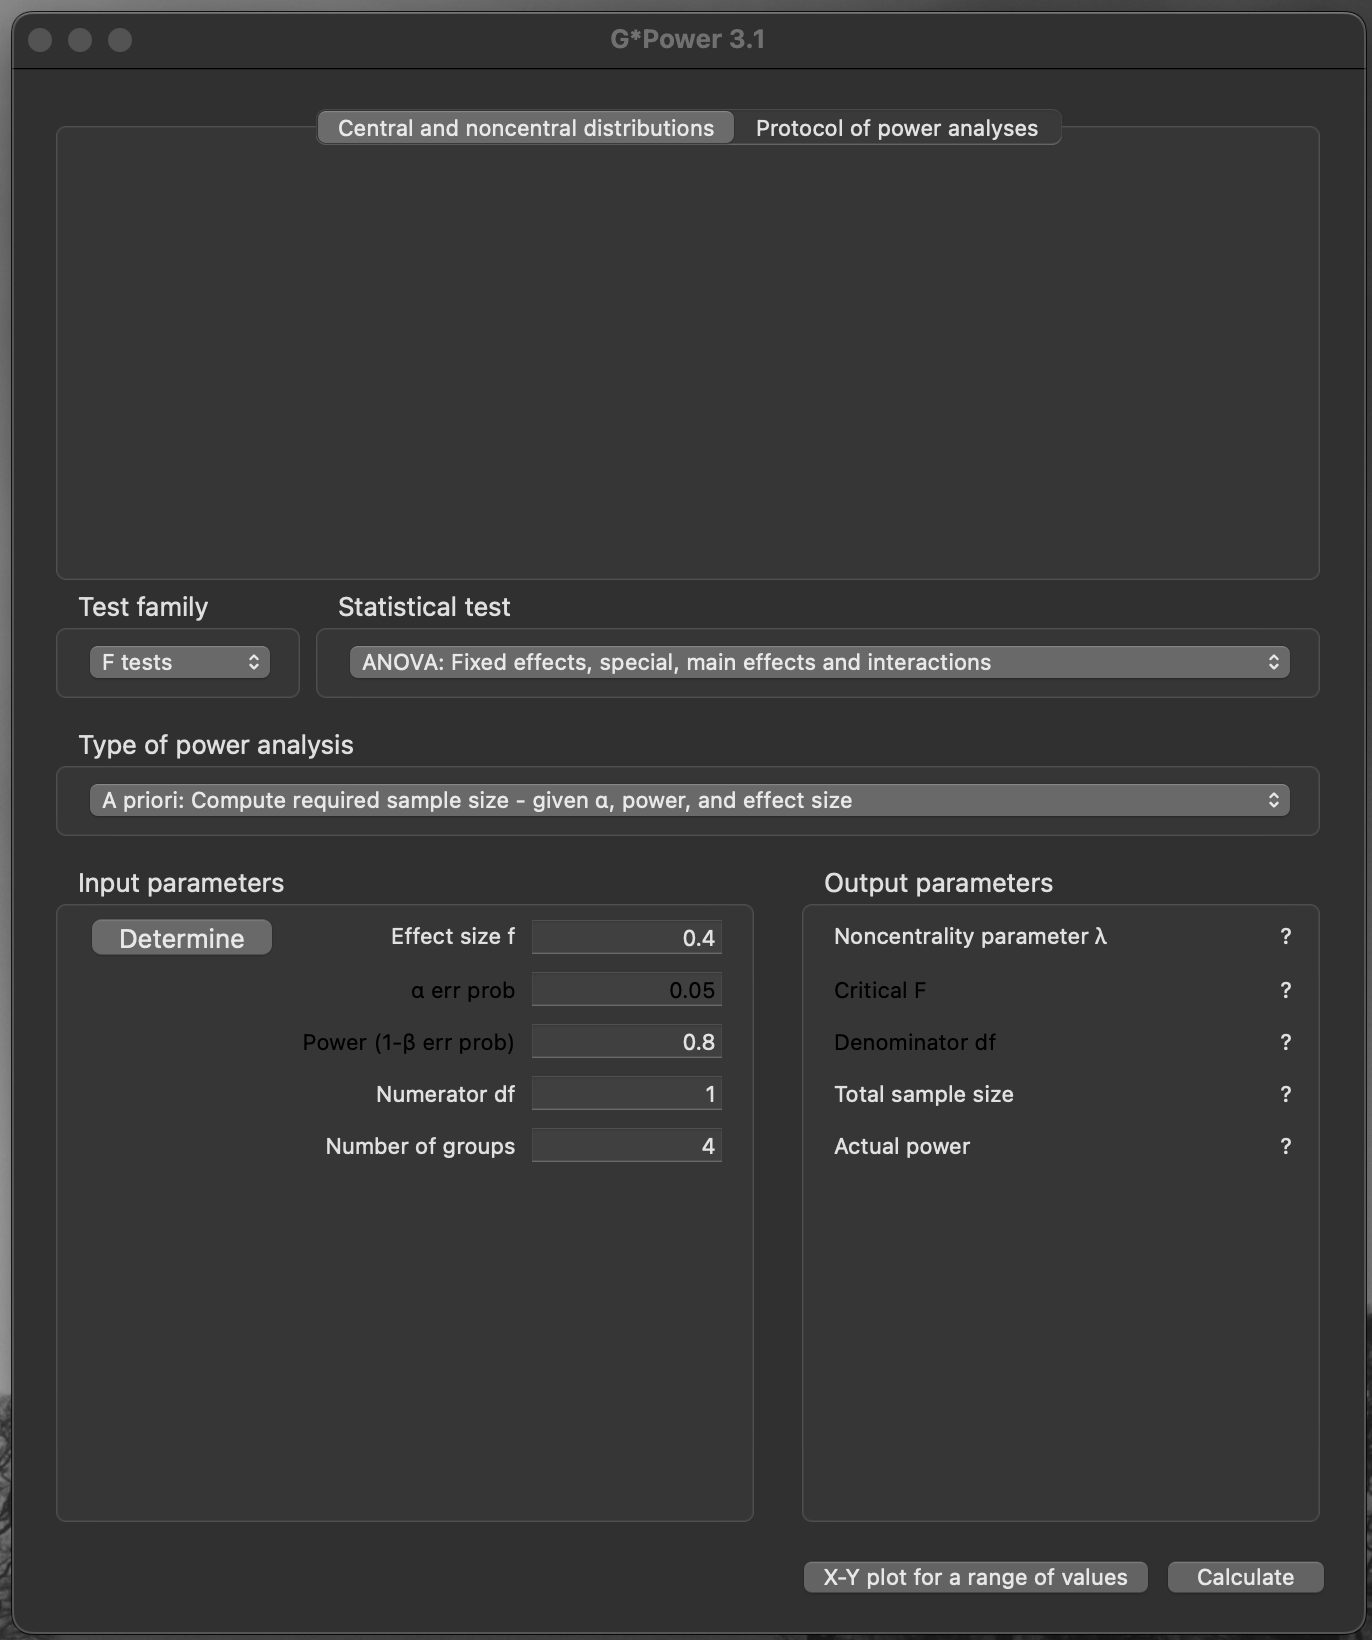 G*Power 3.1
Central and noncentral distributions Protocol of power analyses
Test family Statistical test
F tests ANOVA: Fixed effects, special, main effects and interactions
Type of power analysis
A priori: Compute required sample size - given α, power, and effect size
Input parameters
Determine Effect size f 0.4
α err prob 0.05
Power (1-β err prob) 0.8
Numerator df 1
Number of groups 4
Output parameters
Noncentrality parameter λ ?
Critical F ?
Denominator df ?
Total sample size ?
Actual power ?
X-Y plot for a range of values Calculate